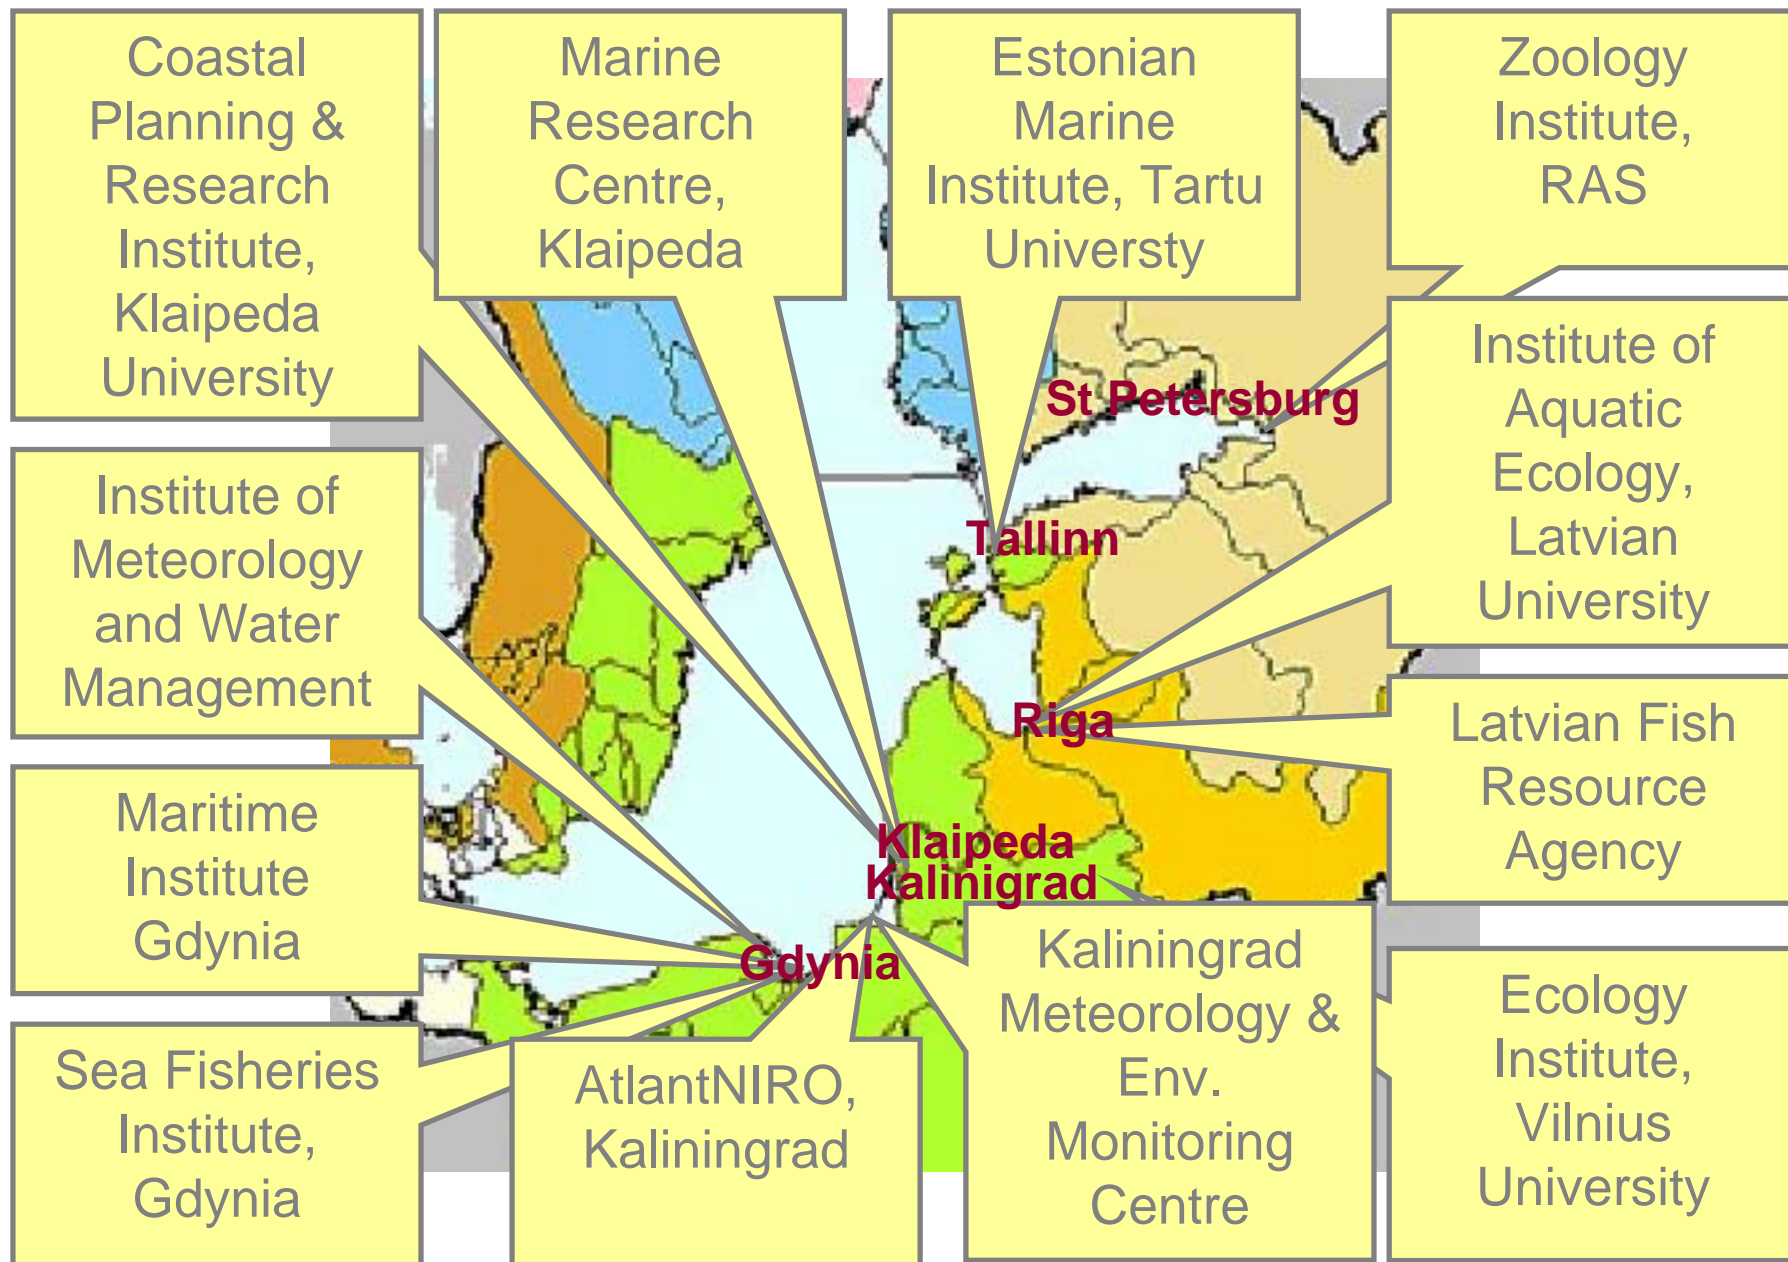 Coastal
Planning &
Research
Institute,
Klaipeda
University
Marine
Research
Centre,
Klaipeda
Estonian
Marine
Institute, Tartu
Universty
Zoology
Institute,
RAS
Institute of
Aquatic
Ecology,
Latvian
University
St Petersburg
Institute of
Meteorology
and Water
Management
Tallinn
Riga
Latvian Fish
Resource
Agency
Maritime
Institute
Gdynia
Klaipeda
Kalinigrad
Gdynia
Sea Fisheries
Institute,
Gdynia
AtlantNIRO,
Kaliningrad
Kaliningrad
Meteorology &
Env.
Monitoring
Centre
Ecology
Institute,
Vilnius
University